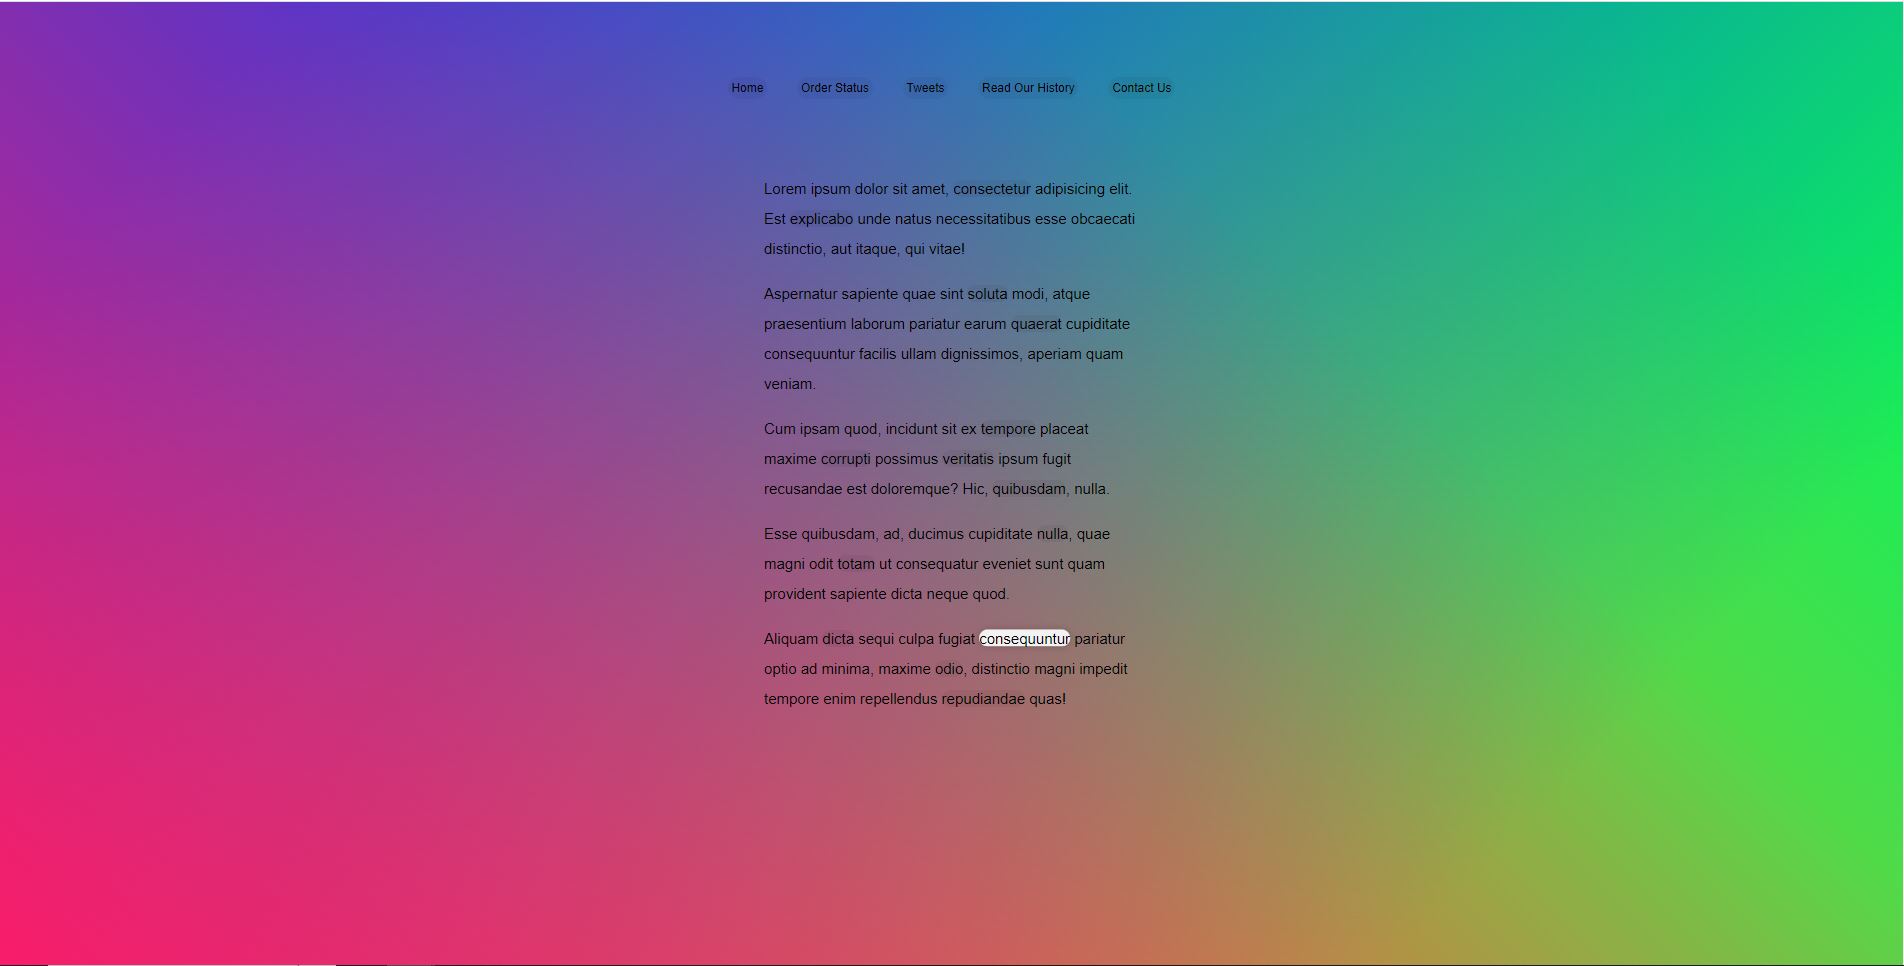 Home Order Status Tweets Read Our History Contact Us
Lorem ipsum dolor sit amet, consectetur adipisicing elit.
Est explicabo unde natus necessitatibus esse obcaecati
distinctio, aut itaque, qui vitae!
Aspernatur sapiente quae sint soluta modi, atque
praesentium laborum pariatur earum quaerat cupiditate
consequuntur facilis ullam dignissimos, aperiam quam
veniam.
Cum ipsam quod, incidunt sit ex tempore placeat
maxime corrupti possimus veritatis ipsum fugit
recusandae est doloremque? Hic, quibusdam, nulla.
Esse quibusdam, ad, ducimus cupiditate nulla, quae
magni odit totam ut consequatur eveniet sunt quam
provident sapiente dicta neque quod.
Aliquam dicta sequi culpa fugiat consequuntur pariatur
optio ad minima, maxime odio, distinctio magni impedit
tempore enim repellendus repudiandae quas!